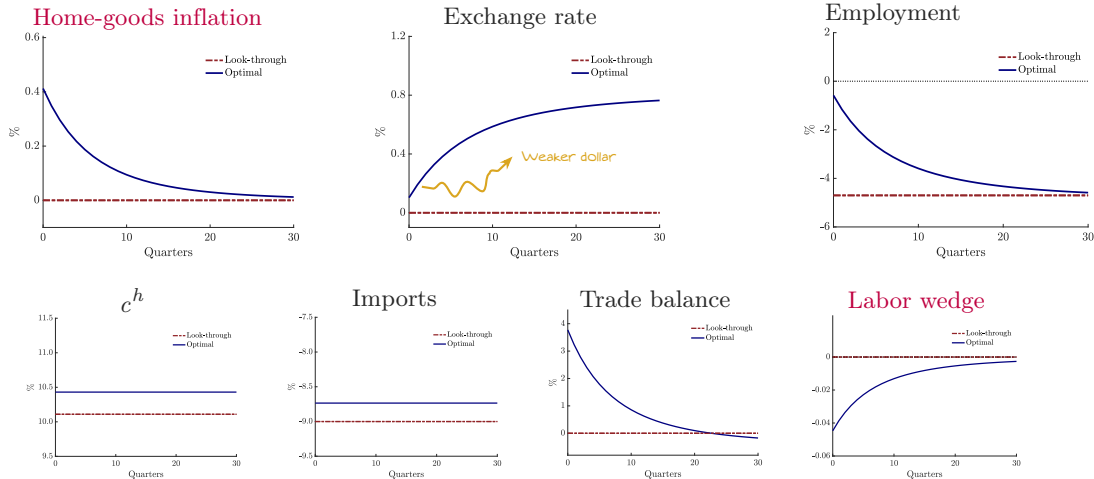 Home-goods inflation
0.6
0.4
0.2
0
%
0
10
20
30
Quarters
Look-through
Optimal
Exchange rate
1.2
0.8
0.4
0
%
0
10
20
30
Quarters
Look-through
Optimal
Weaker dollar
Employment
2
0
-2
-4
-6
%
0
10
20
30
Quarters
Look-through
Optimal
c^h
11.5
11.0
10.5
10.0
9.5
%
0
10
20
30
Quarters
Look-through
Optimal
Imports
-7.5
-8.0
-8.5
-9.0
-9.5
%
0
10
20
30
Quarters
Look-through
Optimal
Trade balance
4
3
2
1
0
%
0
10
20
30
Quarters
Look-through
Optimal
Labor wedge
0
-0.02
-0.04
-0.06
%
0
10
20
30
Quarters
Look-through
Optimal